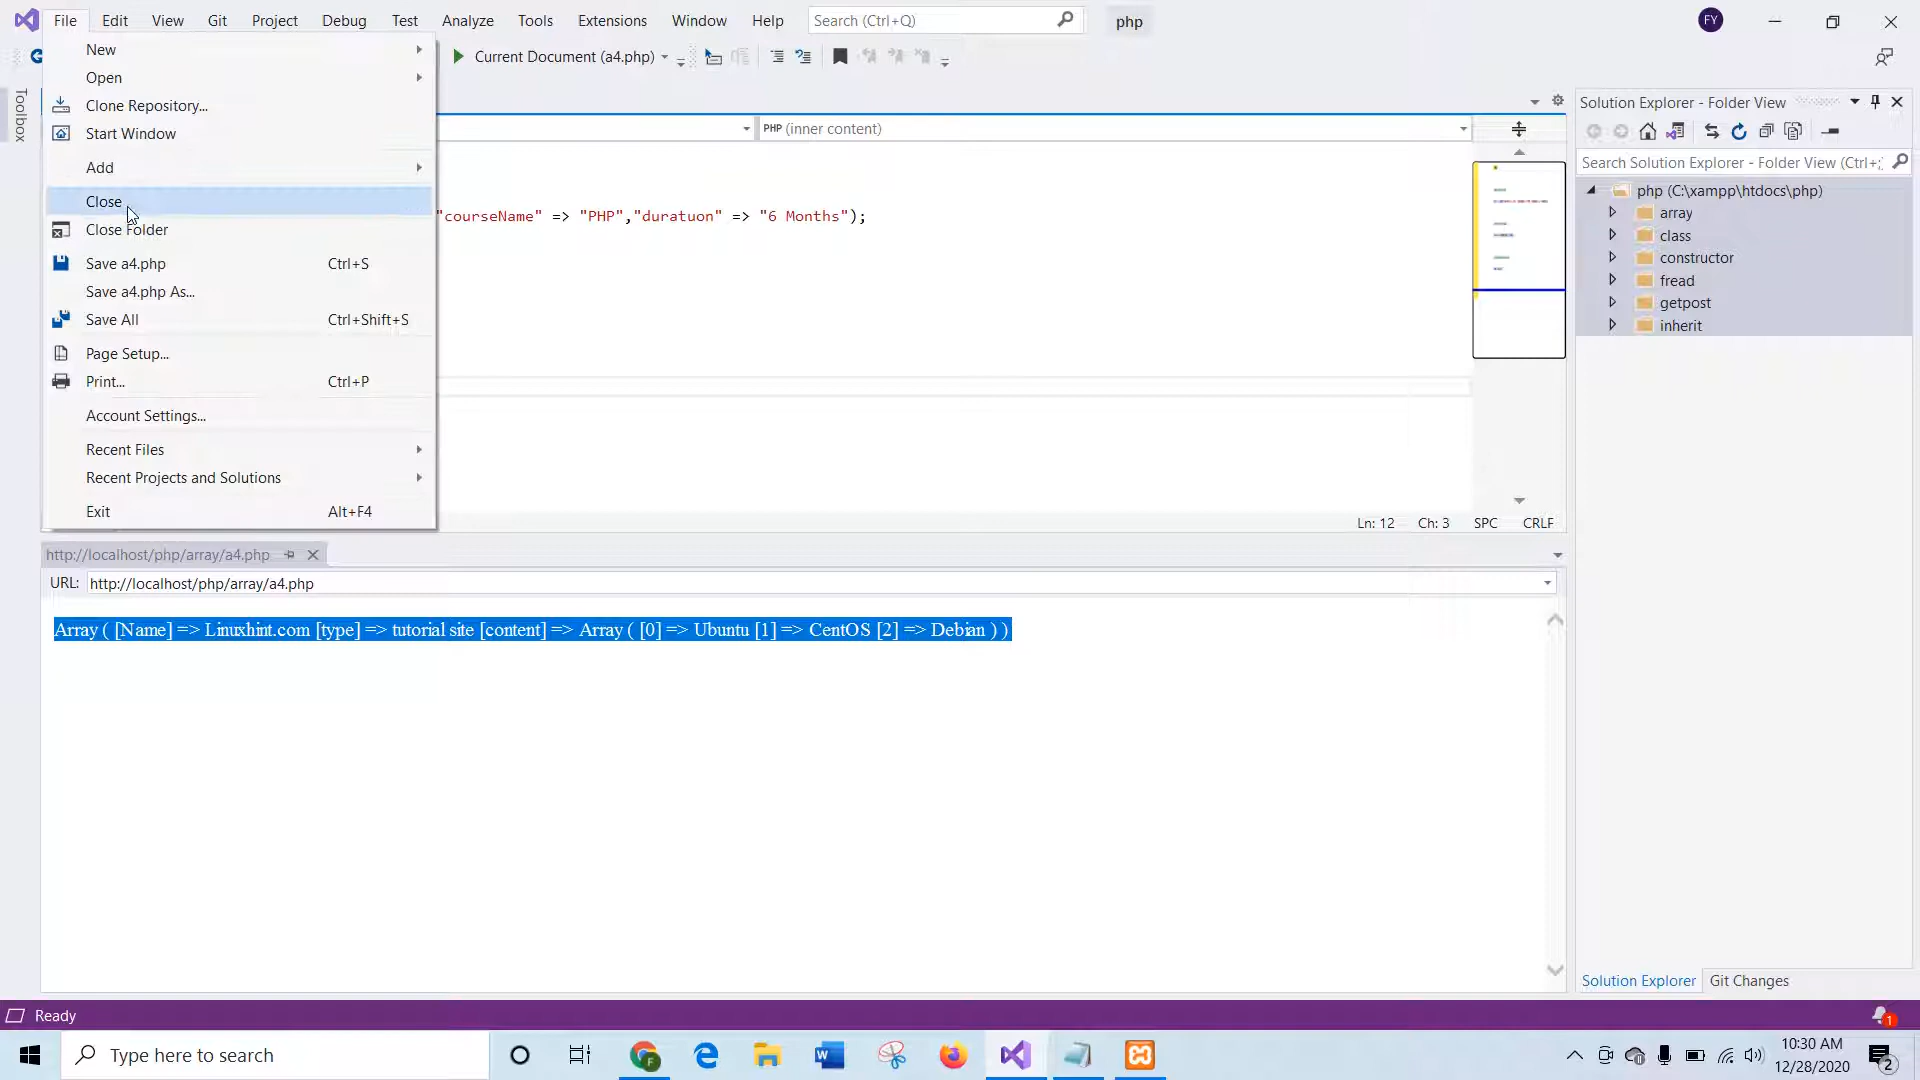 File Edit View Git Project Debug Test Analyze Tools Extensions Window Help Search (Ctrl+Q) php FY
Current Document (a4.php)
New
Open
Clone Repository...
Start Window
Add
Close
Close Folder
Save a4.php Ctrl+S
Save a4.php As...
Save All Ctrl+Shift+S
Page Setup...
Print... Ctrl+P
Account Settings...
Recent Files
Recent Projects and Solutions
Exit Alt+F4
Toolbox
PHP (inner content)
"courseName" => "PHP","duratuon" => "6 Months");
Ln: 12 Ch: 3 SPC CRLF
Solution Explorer - Folder View
Search Solution Explorer - Folder View (Ctrl+;
php (C:\xampp\htdocs\php)
array
class
constructor
fread
getpost
inherit
Solution Explorer Git Changes
http://localhost/php/array/a4.php
URL: http://localhost/php/array/a4.php
Array ( [Name] => Linuxhint.com [type] => tutorial site [content] => Array ( [0] => Ubuntu [1] => CentOS [2] => Debian ) )
Ready 1
Type here to search
10:30 AM
12/28/2020
2